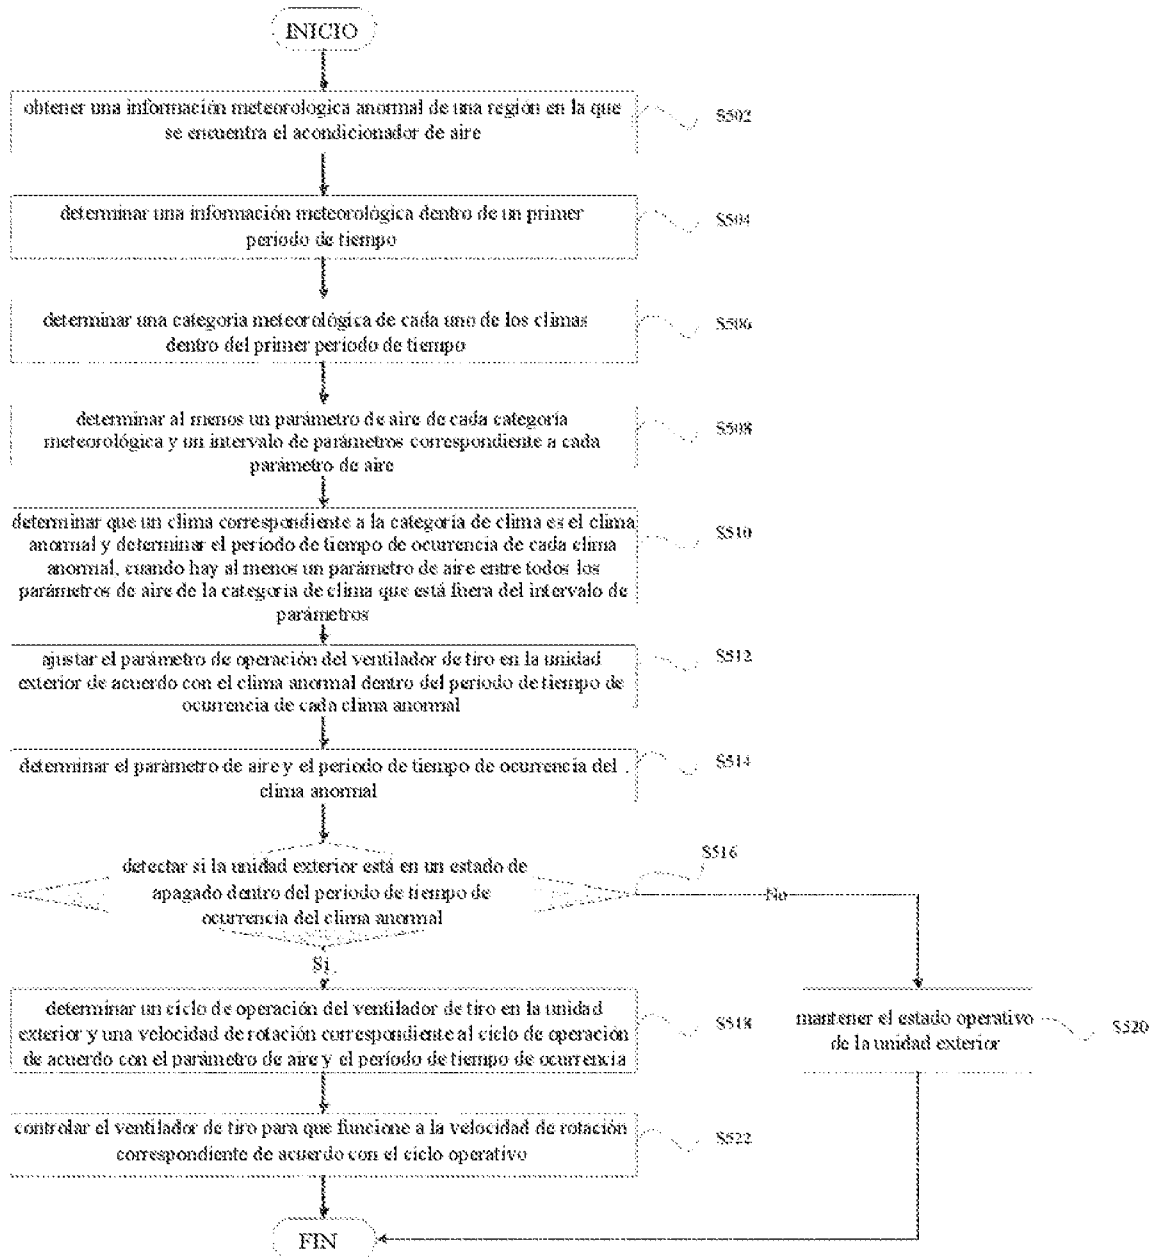 INICIO
obtener una información meteorologica anormal de una región en la que
se encuentra el acondicionador de aire
S502
determinar una información meteorológica dentro de un primer
periodo de tiempo
S504
determinar una categoria meteorológica de cada uno de los climas
dentro del primer periodo de tiempo
S506
determinar al menos un parámetro de aire de cada categoría
meteorológica y un intervalo de parámetros correspondiente a cada
parámetro de aire
S508
determinar que un clima correspondiente a la categoria de clima es el clima
anormal y determinar el período de tiempo de ocurrencia de cada clima
anormal, cuando hay al menos un parámetro de aire entre todos los
parámetros de aire de la categoria de clima que está fuera del intervalo de
parámetros
S510
ajustar el parámetro de operación del ventilador de tiro en la unidad
exterior de acuerdo con el clima anormal dentro del periodo de tiempo de
ocurrencia de cada clima anormal
S512
determinar el parámetro de aire y el periodo de tiempo de ocurrencia del
clima anormal
S514
detectar si la unidad exterior está en un estado de
apagado dentro del periodo de tiempo de
ocurrencia del clima anormal
S516
No
Si
determinar un ciclo de operación del ventilador de tiro en la unidad
exterior y una velocidad de rotación correspondiente al ciclo de operación
de acuerdo con el parámetro de aire y el período de tiempo de ocurrencia
S518
mantener el estado operativo
de la unidad exterior
S520
controlar el ventilador de tiro para que funcione a la velocidad de rotación
correspondiente de acuerdo con el ciclo operativo
S522
FIN